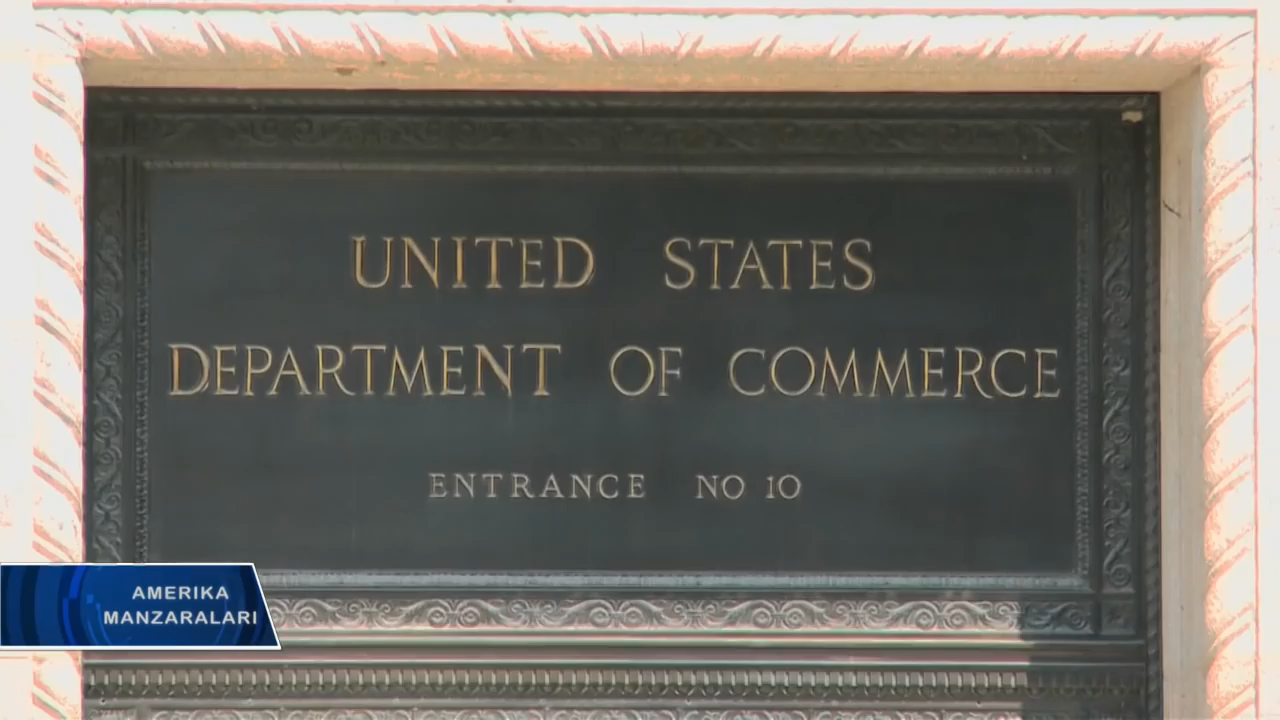 UNITED STATES
DEPARTMENT OF COMMERCE
ENTRANCE NO 10
AMERIKA
MANZARALARI